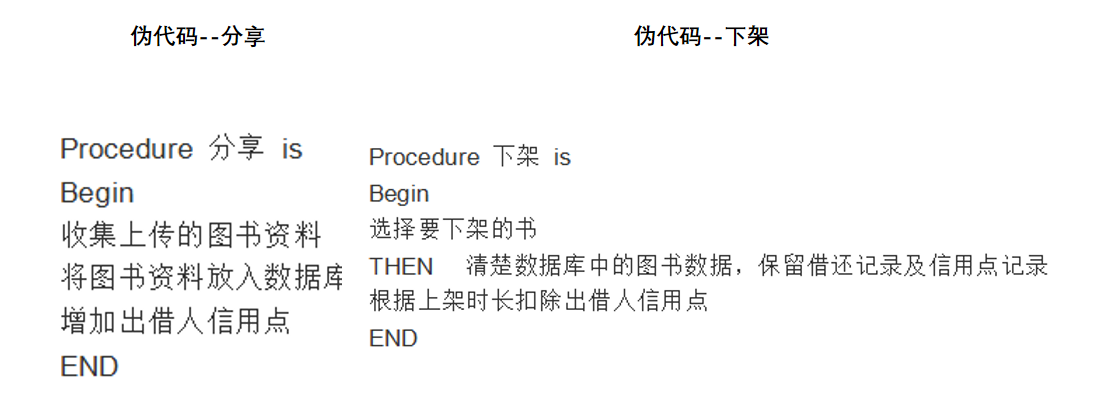 伪代码--分享
伪代码--下架
Procedure 分享 is
Begin
收集上传的图书资料
将图书资料放入数据库
增加出借人信用点
END
Procedure 下架 is
Begin
选择要下架的书
THEN 清楚数据库中的图书数据，保留借还记录及信用点记录
根据上架时长扣除出借人信用点
END